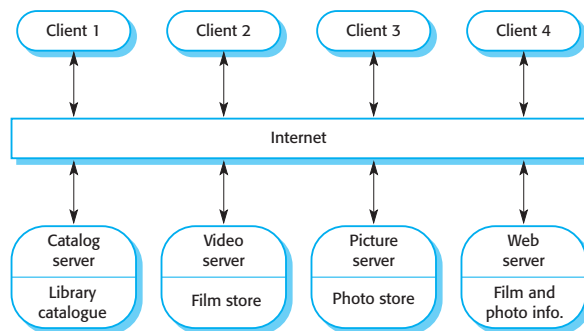 Client 1
Client 2
Client 3
Client 4
Internet
Catalog
server
Library
catalogue
Video
server
Film store
Picture
server
Photo store
Web
server
Film and
photo info.